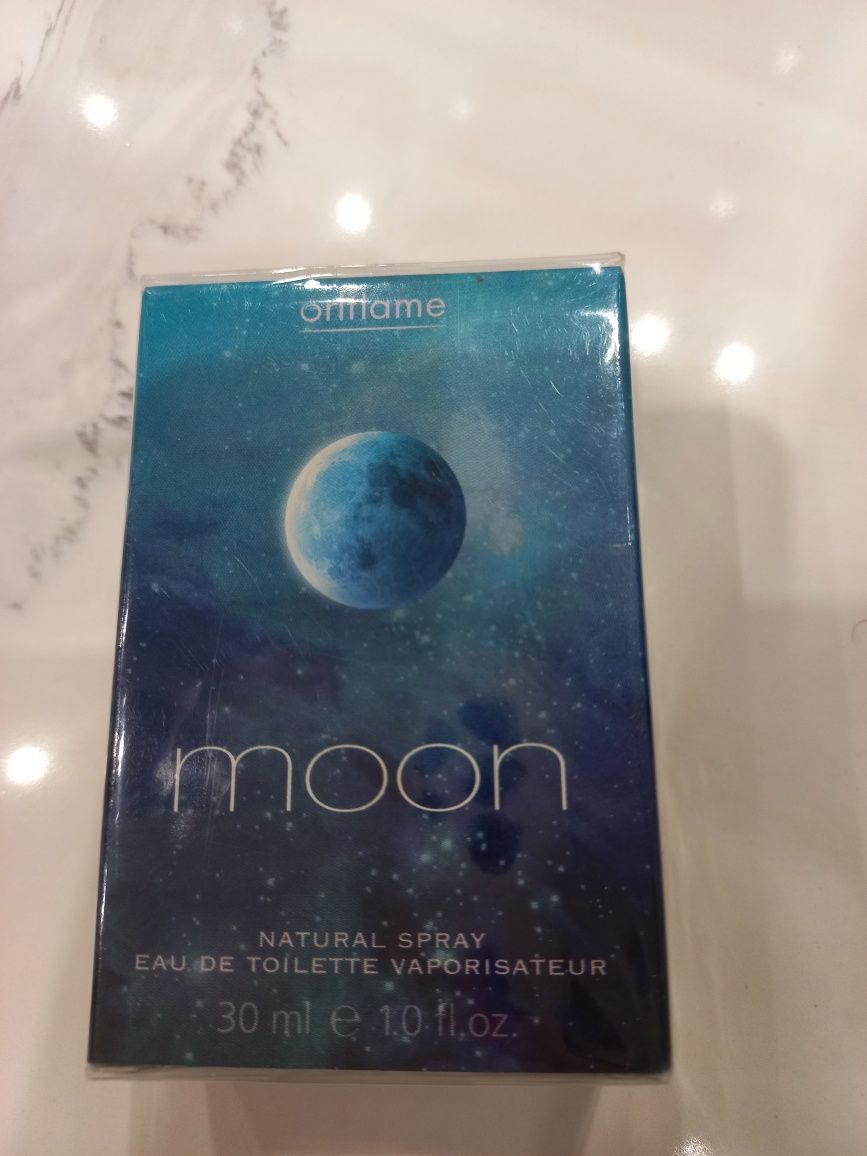 oriflame
moon
NATURAL SPRAY
EAU DE TOILETTE VAPORISATEUR
30 ml ℮ 1.0 fl.oz.